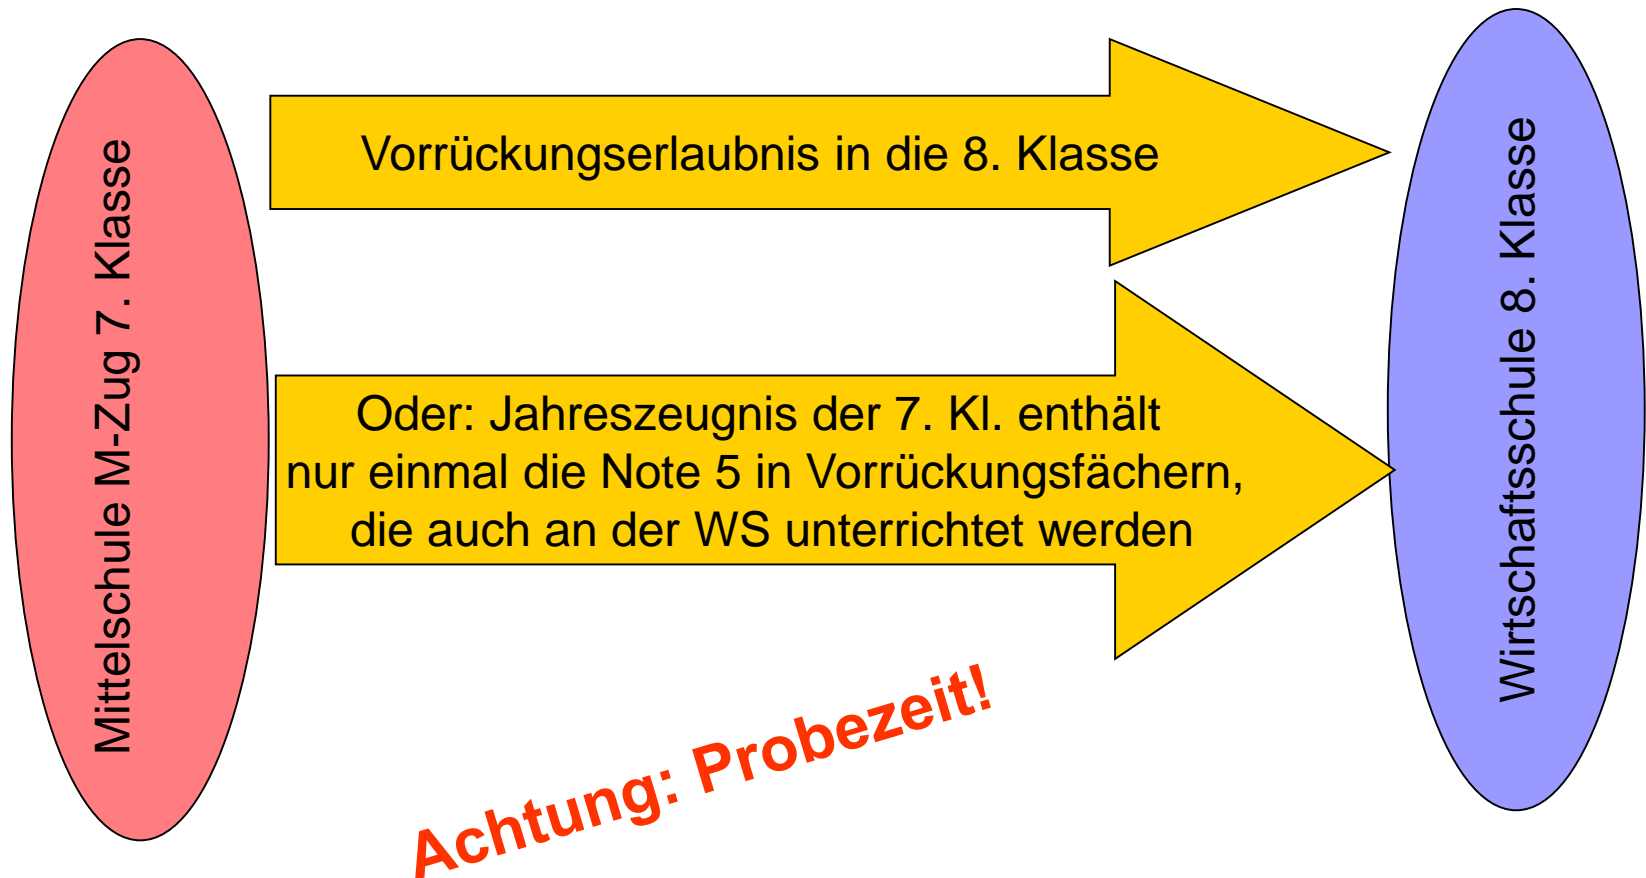 Mittelschule M-Zug 7. Klasse
Vorrückungserlaubnis in die 8. Klasse
Oder: Jahreszeugnis der 7. Kl. enthält
nur einmal die Note 5 in Vorrückungsfächern,
die auch an der WS unterrichtet werden
Wirtschaftsschule 8. Klasse
Achtung: Probezeit!